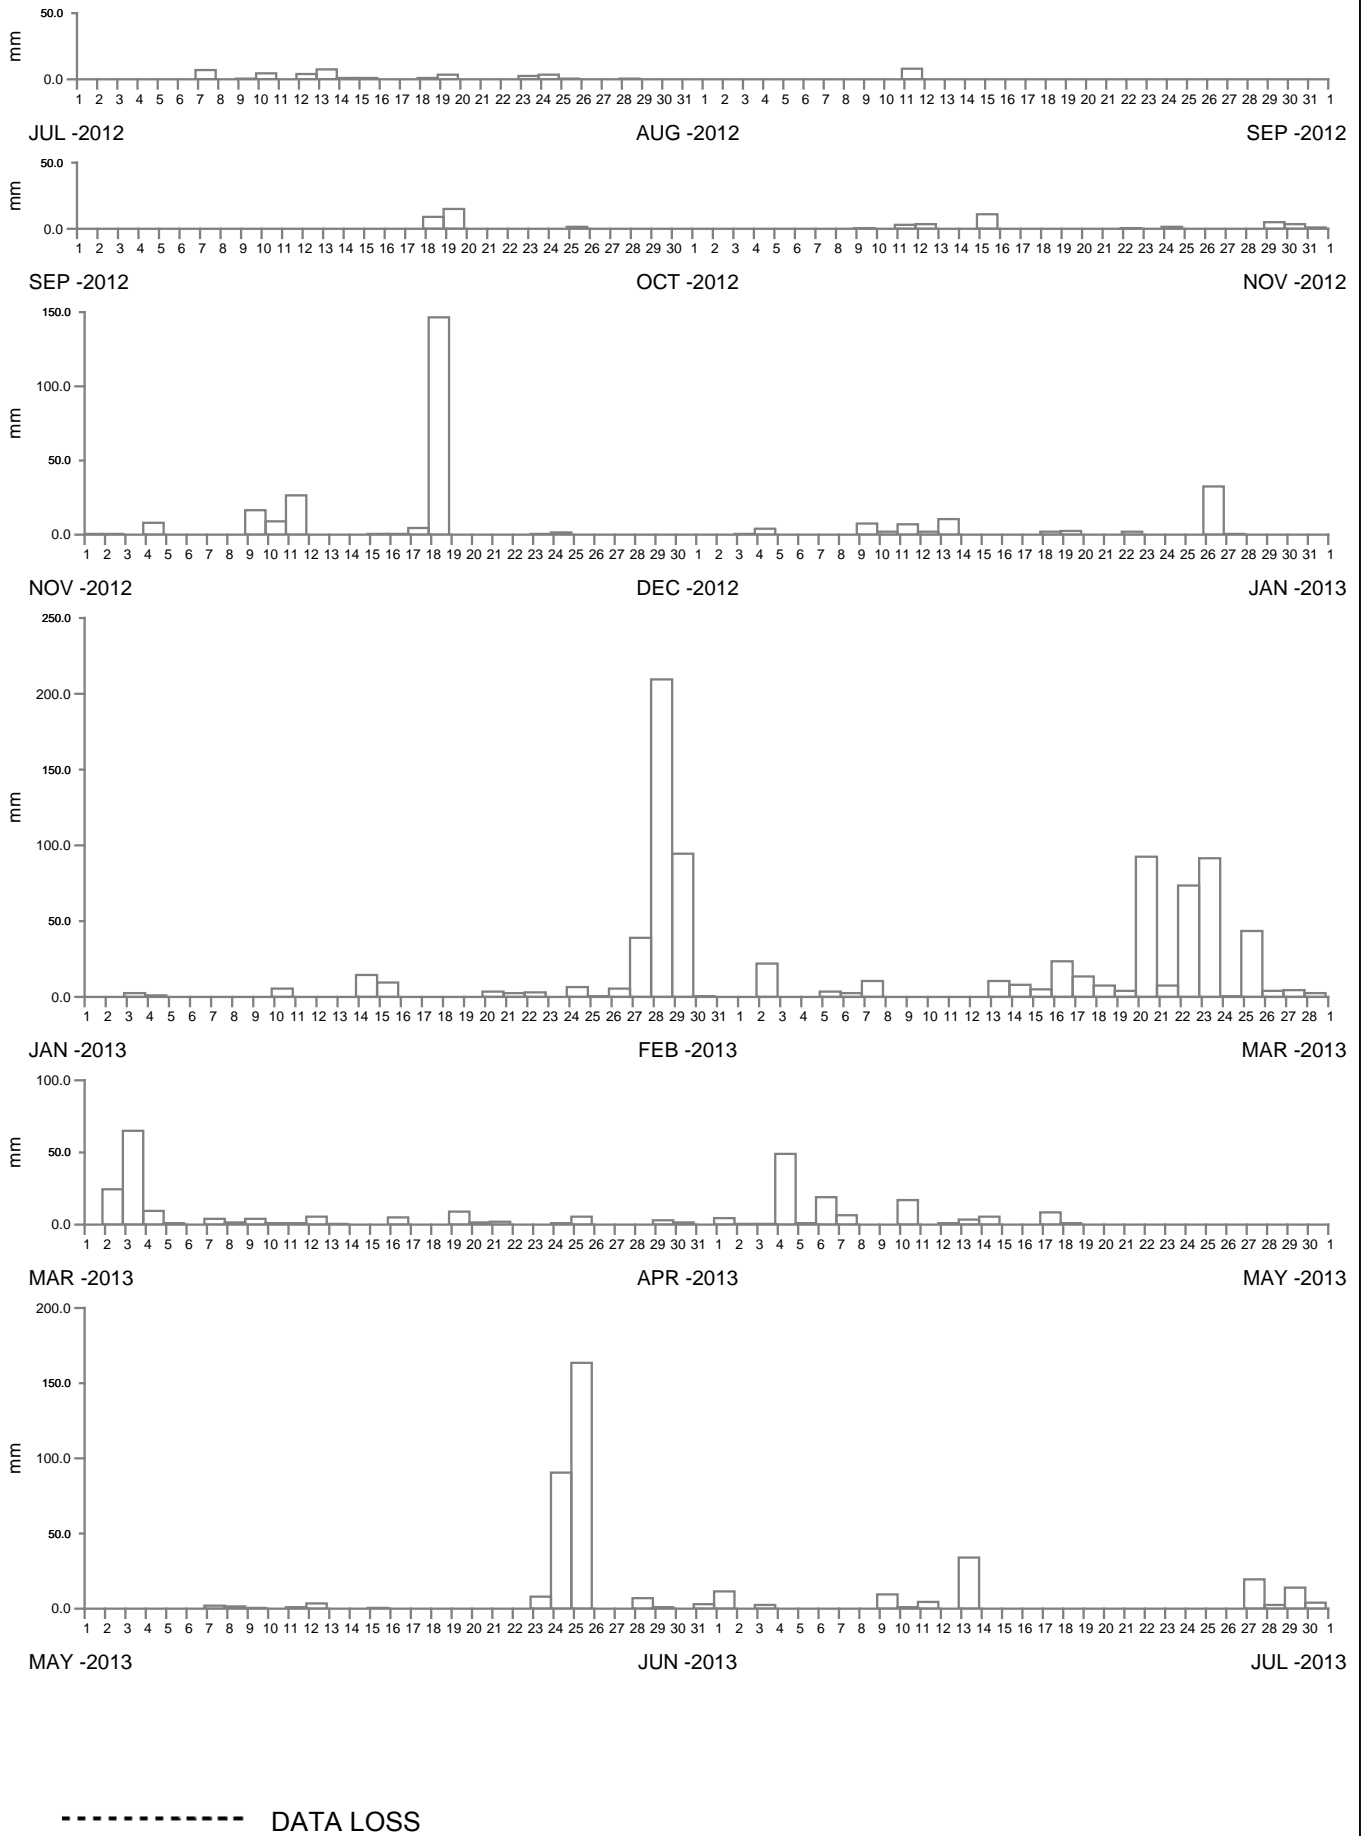 50.0
mm
0.0
1 2 3 4 5 6 7 8 9 10 11 12 13 14 15 16 17 18 19 20 21 22 23 24 25 26 27 28 29 30 31 1 2 3 4 5 6 7 8 9 10 11 12 13 14 15 16 17 18 19 20 21 22 23 24 25 26 27 28 29 30 31 1
JUL -2012 AUG -2012 SEP -2012
50.0
mm
0.0
1 2 3 4 5 6 7 8 9 10 11 12 13 14 15 16 17 18 19 20 21 22 23 24 25 26 27 28 29 30 1 2 3 4 5 6 7 8 9 10 11 12 13 14 15 16 17 18 19 20 21 22 23 24 25 26 27 28 29 30 31 1
SEP -2012 OCT -2012 NOV -2012
150.0
100.0
mm
50.0
0.0
1 2 3 4 5 6 7 8 9 10 11 12 13 14 15 16 17 18 19 20 21 22 23 24 25 26 27 28 29 30 1 2 3 4 5 6 7 8 9 10 11 12 13 14 15 16 17 18 19 20 21 22 23 24 25 26 27 28 29 30 31 1
NOV -2012 DEC -2012 JAN -2013
250.0
200.0
150.0
mm
100.0
50.0
0.0
1 2 3 4 5 6 7 8 9 10 11 12 13 14 15 16 17 18 19 20 21 22 23 24 25 26 27 28 29 30 31 1 2 3 4 5 6 7 8 9 10 11 12 13 14 15 16 17 18 19 20 21 22 23 24 25 26 27 28 1
JAN -2013 FEB -2013 MAR -2013
100.0
mm
50.0
0.0
1 2 3 4 5 6 7 8 9 10 11 12 13 14 15 16 17 18 19 20 21 22 23 24 25 26 27 28 29 30 31 1 2 3 4 5 6 7 8 9 10 11 12 13 14 15 16 17 18 19 20 21 22 23 24 25 26 27 28 29 30 1
MAR -2013 APR -2013 MAY -2013
200.0
150.0
100.0
mm
50.0
0.0
1 2 3 4 5 6 7 8 9 10 11 12 13 14 15 16 17 18 19 20 21 22 23 24 25 26 27 28 29 30 31 1 2 3 4 5 6 7 8 9 10 11 12 13 14 15 16 17 18 19 20 21 22 23 24 25 26 27 28 29 30 1
MAY -2013 JUN -2013 JUL -2013
DATA LOSS